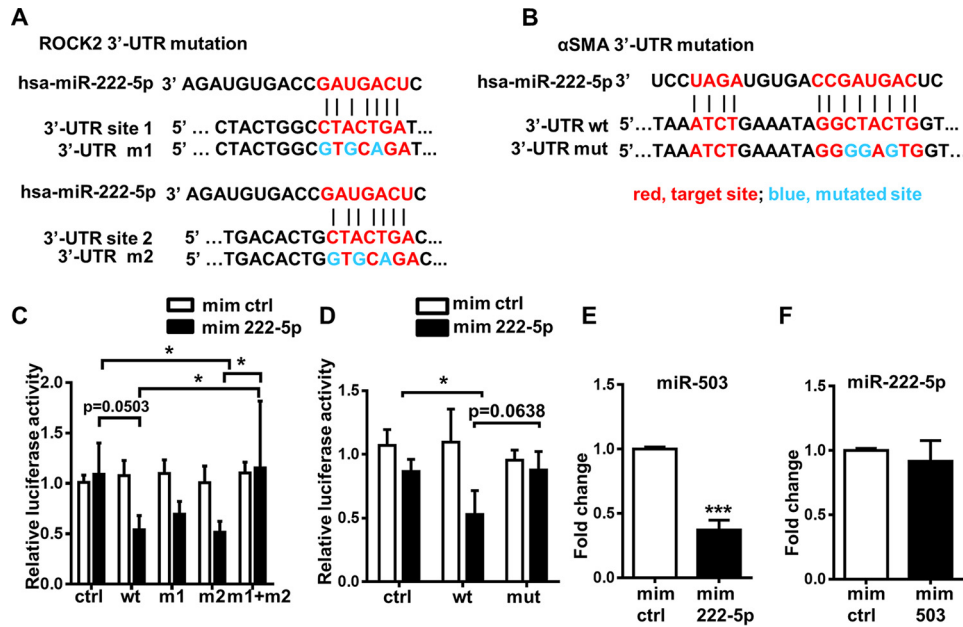 A
ROCK2 3’-UTR mutation
hsa-miR-222-5p 3’ AGAUGUGACCGAUGACUC
3’-UTR site 1 5’ … CTACTGGCCTACTGAT...
3’-UTR m1 5’ … CTACTGGCGTGCAGAT...
hsa-miR-222-5p 3’ AGAUGUGACCGAUGACUC
3’-UTR site 2 5’ …TGACACTGCTACTGAC...
3’-UTR m2 5’ …TGACACTGGTGCAGAC...
B
αSMA 3’-UTR mutation
hsa-miR-222-5p 3’ UCCUAGAUGUGACCGAUGACUC
3’-UTR wt 5’ …TAAATCTGAAATAGGCTACTGGT...
3’-UTR mut 5’ …TAAATCTGAAATAGGGGAGTGGT...
red, target site; blue, mutated site
C
mim ctrl
mim 222-5p
Relative luciferase activity
2.0
1.5
1.0
0.5
0.0
*
*
*
p=0.0503
ctrl wt m1 m2 m1+m2
D
mim ctrl
mim 222-5p
Relative luciferase activity
1.5
1.0
0.5
0.0
*
p=0.0638
ctrl wt mut
E
miR-503
Fold change
1.5
1.0
0.5
0.0
***
mim ctrl
mim 222-5p
F
miR-222-5p
Fold change
1.5
1.0
0.5
0.0
mim ctrl
mim 503